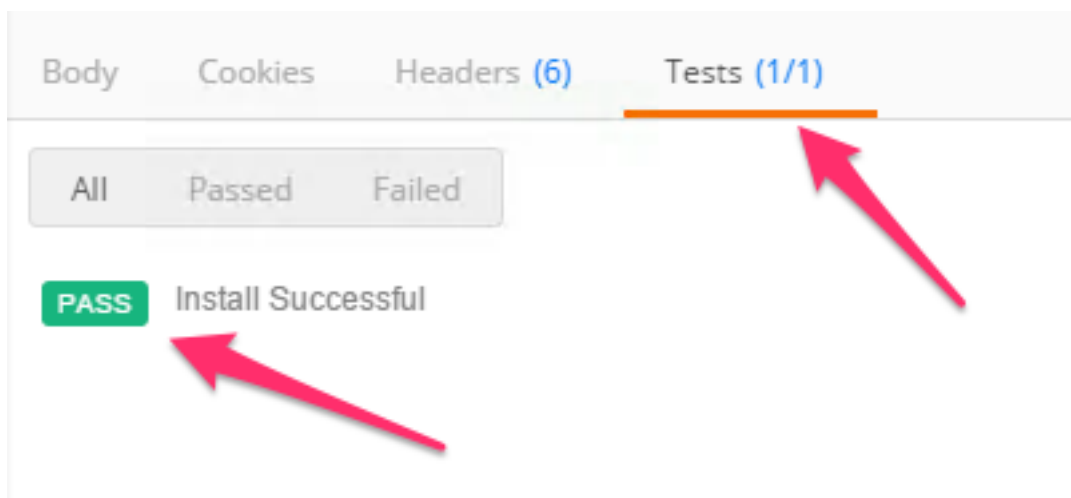 Body Cookies Headers (6) Tests (1/1)
All Passed Failed
PASS Install Successful